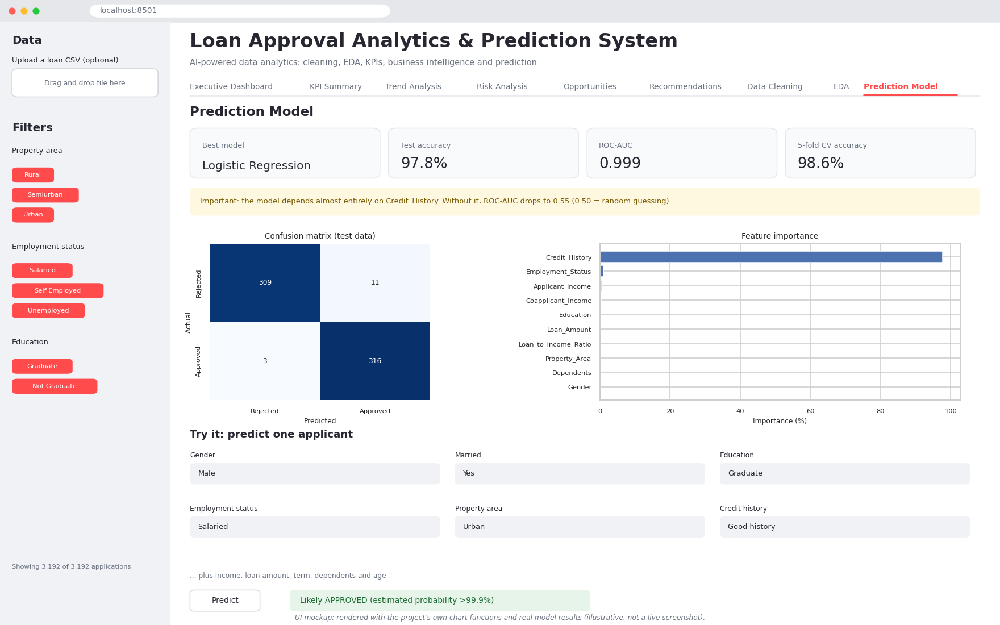 localhost:8501
Data
Upload a loan CSV (optional)
Drag and drop file here
Filters
Property area
Rural
Semiurban
Urban
Employment status
Salaried
Self-Employed
Unemployed
Education
Graduate
Not Graduate
Showing 3,192 of 3,192 applications
Loan Approval Analytics & Prediction System
AI-powered data analytics: cleaning, EDA, KPIs, business intelligence and prediction
Executive Dashboard KPI Summary Trend Analysis Risk Analysis Opportunities Recommendations Data Cleaning EDA Prediction Model
Prediction Model
Best model
Logistic Regression
Test accuracy
97.8%
ROC-AUC
0.999
5-fold CV accuracy
98.6%
Important: the model depends almost entirely on Credit_History. Without it, ROC-AUC drops to 0.55 (0.50 = random guessing).
Confusion matrix (test data)
Actual
Rejected
309 11
Approved
3 316
Rejected Approved
Predicted
Feature importance
Credit_History
Employment_Status
Applicant_Income
Coapplicant_Income
Education
Loan_Amount
Loan_to_Income_Ratio
Property_Area
Dependents
Gender
0 20 40 60 80 100
Importance (%)
Try it: predict one applicant
Gender
Male
Married
Yes
Education
Graduate
Employment status
Salaried
Property area
Urban
Credit history
Good history
... plus income, loan amount, term, dependents and age
Predict
Likely APPROVED (estimated probability >99.9%)
UI mockup: rendered with the project's own chart functions and real model results (illustrative, not a live screenshot).